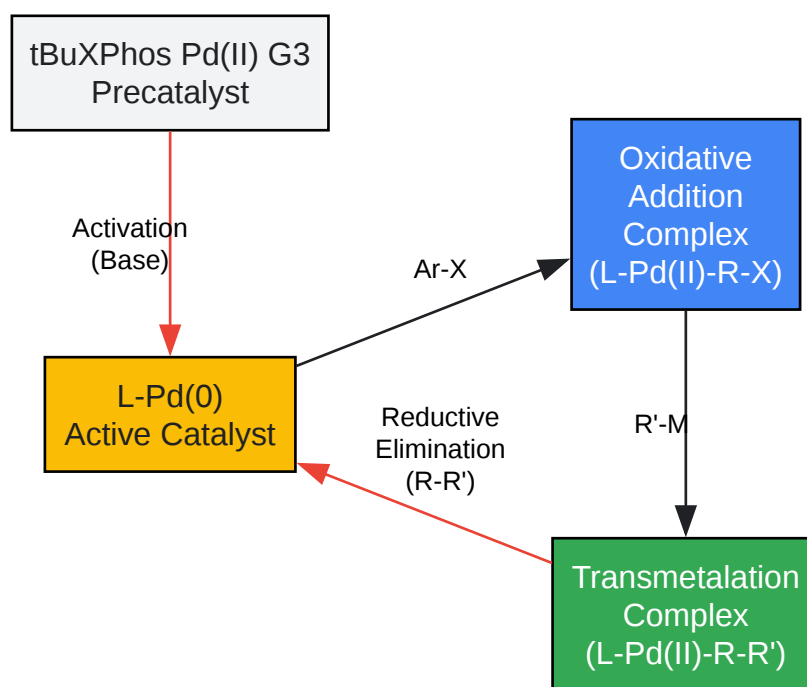 tBuXPhos Pd(II) G3
Precatalyst
Oxidative
Addition
Complex
(L-Pd(II)-R-X)
Activation
(Base)
Ar-X
L-Pd(0)
Active Catalyst
Reductive
Elimination
(R-R')
R'-M
Transmetalation
Complex
(L-Pd(II)-R-R')